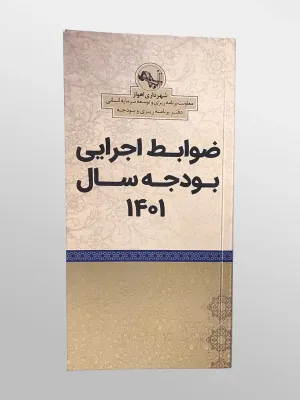 شهرداری اهواز
معاونت برنامه ریزی و توسعه سرمایه انسانی
دفتر برنامه ریزی و بودجه
ضوابط اجرایی
بودجه سال
۱۴۰۱